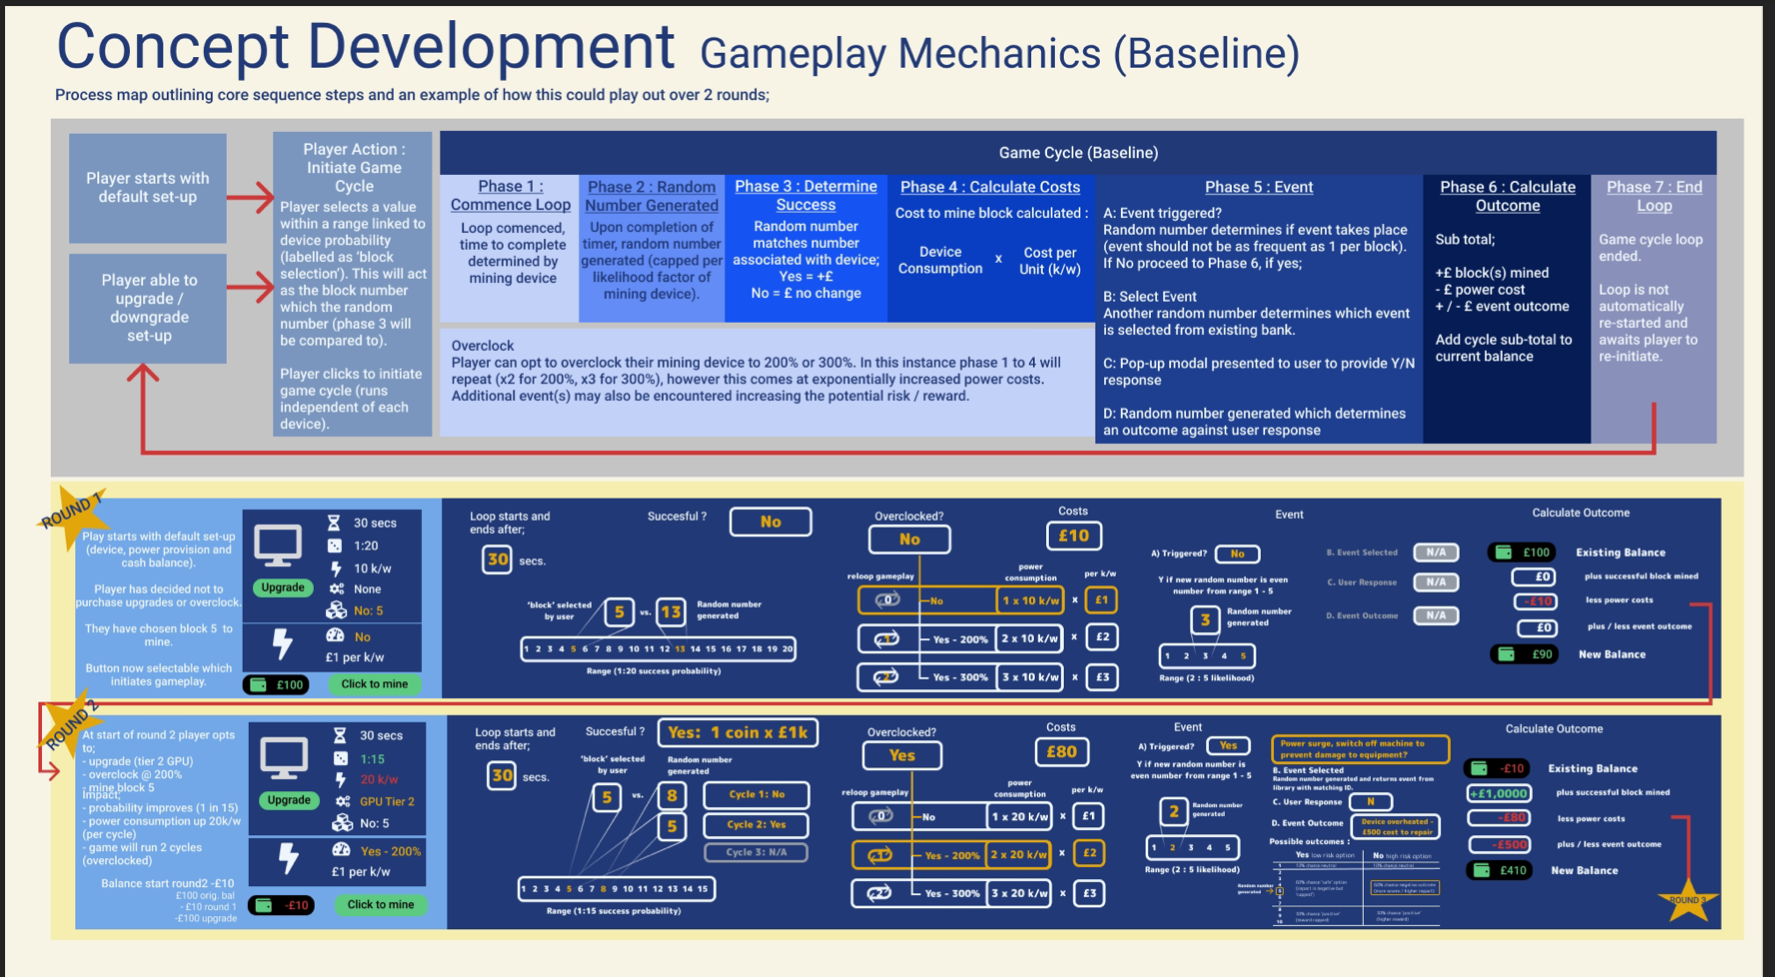 Concept Development Gameplay Mechanics (Baseline)
Process map outlining core sequence steps and an example of how this could play out over 2 rounds;
Player starts with
default set-up
Player able to
upgrade /
downgrade
set-up
Player Action :
Initiate Game
Cycle
Player selects a value
within a range linked to
device probability
(labelled as ‘block
selection’). This will act
as the block number
which the random
number (phase 3 will
be compared to).
Player clicks to initiate
game cycle (runs
independent of each
device).
Game Cycle (Baseline)
Phase 1 :
Commence Loop
Loop comenced,
time to complete
determined by
mining device
Phase 2 : Random
Number Generated
Upon completion of
timer, random number
generated (capped per
likelihood factor of
mining device).
Phase 3 : Determine
Success
Random number
matches number
associated with device;
Yes = +£
No = £ no change
Phase 4 : Calculate Costs
Cost to mine block calculated :
Device
Consumption
x
Cost per
Unit (k/w)
Overclock
Player can opt to overclock their mining device to 200% or 300%. In this instance phase 1 to 4 will
repeat (x2 for 200%, x3 for 300%), however this comes at exponentially increased power costs.
Additional event(s) may also be encountered increasing the potential risk / reward.
Phase 5 : Event
A: Event triggered?
Random number determines if event takes place
(event should not be as frequent as 1 per block).
If No proceed to Phase 6, if yes;
B: Select Event
Another random number determines which event
is selected from existing bank.
C: Pop-up modal presented to user to provide Y/N
response
D: Random number generated which determines
an outcome against user response
Phase 6 : Calculate
Outcome
Sub total;
+£ block(s) mined
- £ power cost
+ / - £ event outcome
Add cycle sub-total to
current balance
Phase 7 : End
Loop
Game cycle loop
ended.
Loop is not
automatically
re-started and
awaits player to
re-initiate.
ROUND 1
Play starts with default set-up
(device, power provision and
cash balance).
Player has decided not to
purchase upgrades or overclock.
They have chosen block 5 to
mine.
Button now selectable which
initiates gameplay.
Upgrade
30 secs
1:20
10 k/w
None
No: 5
No
£1 per k/w
£100
Click to mine
Loop starts and
ends after;
30 secs.
Succesful ?
No
‘block’ selected
by user
5 vs. 13
Random number
generated
1 2 3 4 5 6 7 8 9 10 11 12 13 14 15 16 17 18 19 20
Range (1:20 success probability)
Overclocked?
No
Costs
£10
reloop gameplay
power
consumption
per k/w
0 No 1 x 10 k/w x £1
1 Yes - 200% 2 x 10 k/w x £2
2 Yes - 300% 3 x 10 k/w x £3
Event
A) Triggered? No
Y if new random number is even
number from range 1 - 5
3
Random number
generated
1 2 3 4 5
Range (2 : 5 likelihood)
B. Event Selected N/A
C. User Response N/A
D. Event Outcome N/A
Calculate Outcome
£100 Existing Balance
£0 plus successful block mined
-£10 less power costs
£0 plus / less event outcome
£90 New Balance
ROUND 2
At start of round 2 player opts
to;
- upgrade (tier 2 GPU)
- overclock @ 200%
- mine block 5
Impact;
- probability improves (1 in 15)
- power consumption up 20k/w
(per cycle)
- game will run 2 cycles
(overclocked)
Balance start round2 -£10
£100 orig. bal
- £10 round 1
-£100 upgrade
Upgrade
30 secs
1:15
20 k/w
GPU Tier 2
No: 5
Yes - 200%
£1 per k/w
-£10
Click to mine
Loop starts and
ends after;
30 secs.
Succesful ?
Yes: 1 coin x £1k
‘block’ selected
by user
Random number
generated
5 vs. 8
5
Cycle 1: No
Cycle 2: Yes
Cycle 3: N/A
1 2 3 4 5 6 7 8 9 10 11 12 13 14 15
Range (1:15 success probability)
Overclocked?
Yes
Costs
£80
reloop gameplay
power
consumption
per k/w
0 No 1 x 20 k/w x £1
1 Yes - 200% 2 x 20 k/w x £2
2 Yes - 300% 3 x 20 k/w x £3
Event
A) Triggered? Yes
Y if new random number is
even number from range 1 - 5
2
Random number
generated
1 2 3 4 5
Range (2 : 5 likelihood)
Power surge, switch off machine to
prevent damage to equipment?
B. Event Selected
Random number generated and returns event from
library with matching ID.
C. User Response N
D. Event Outcome
Device overheated -
£500 cost to repair
Possible outcomes :
Yes low risk option
No high risk option
Random number
generated
Calculate Outcome
-£10 Existing Balance
+£1,0000 plus successful block mined
-£80 less power costs
-£500 plus / less event outcome
£410 New Balance
ROUND 3